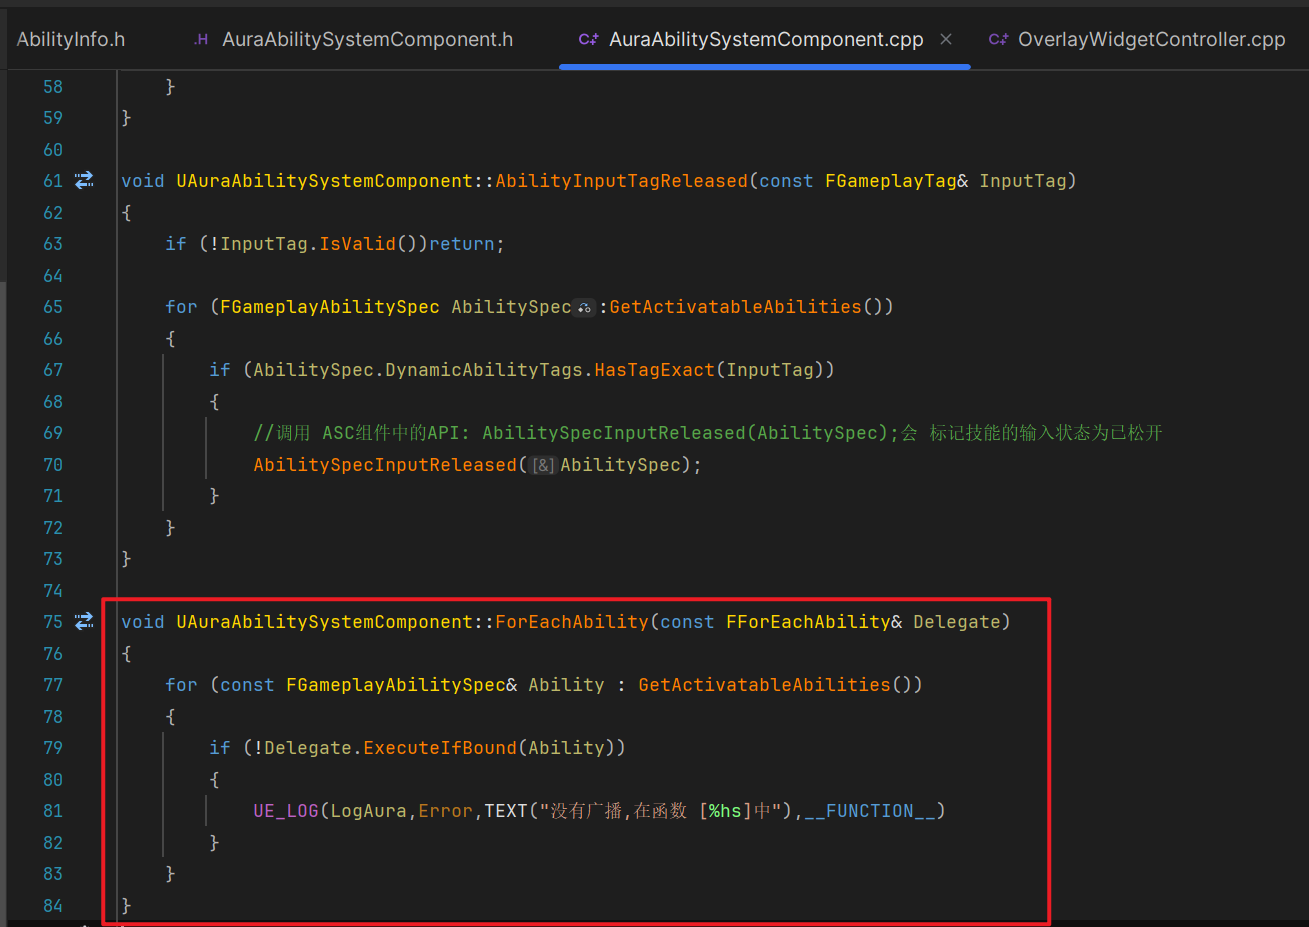 AbilityInfo.h .H AuraAbilitySystemComponent.h C++ AuraAbilitySystemComponent.cpp × C++ OverlayWidgetController.cpp
58 }
59 }
60
61 void UAuraAbilitySystemComponent::AbilityInputTagReleased(const FGameplayTag& InputTag)
62 {
63 if (!InputTag.IsValid())return;
64
65 for (FGameplayAbilitySpec AbilitySpec :GetActivatableAbilities())
66 {
67 if (AbilitySpec.DynamicAbilityTags.HasTagExact(InputTag))
68 {
69 //调用 ASC组件中的API: AbilitySpecInputReleased(AbilitySpec);会 标记技能的输入状态为已松开
70 AbilitySpecInputReleased([&]AbilitySpec);
71 }
72 }
73 }
74
75 void UAuraAbilitySystemComponent::ForEachAbility(const FForEachAbility& Delegate)
76 {
77 for (const FGameplayAbilitySpec& Ability : GetActivatableAbilities())
78 {
79 if (!Delegate.ExecuteIfBound(Ability))
80 {
81 UE_LOG(LogAura,Error,TEXT("没有广播,在函数 [%hs]中"),__FUNCTION__)
82 }
83 }
84 }